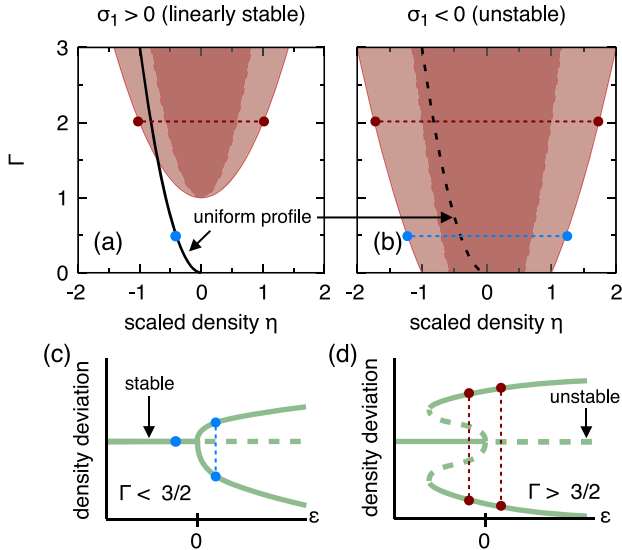 σ₁ > 0 (linearly stable)
σ₁ < 0 (unstable)
3
2
1
0
Γ
uniform profile
(a)
(b)
-2 -1 0 1 2
-2 -1 0 1 2
scaled density η
scaled density η
(c)
(d)
density deviation
stable
Γ < 3/2
0
ε
density deviation
unstable
Γ > 3/2
0
ε